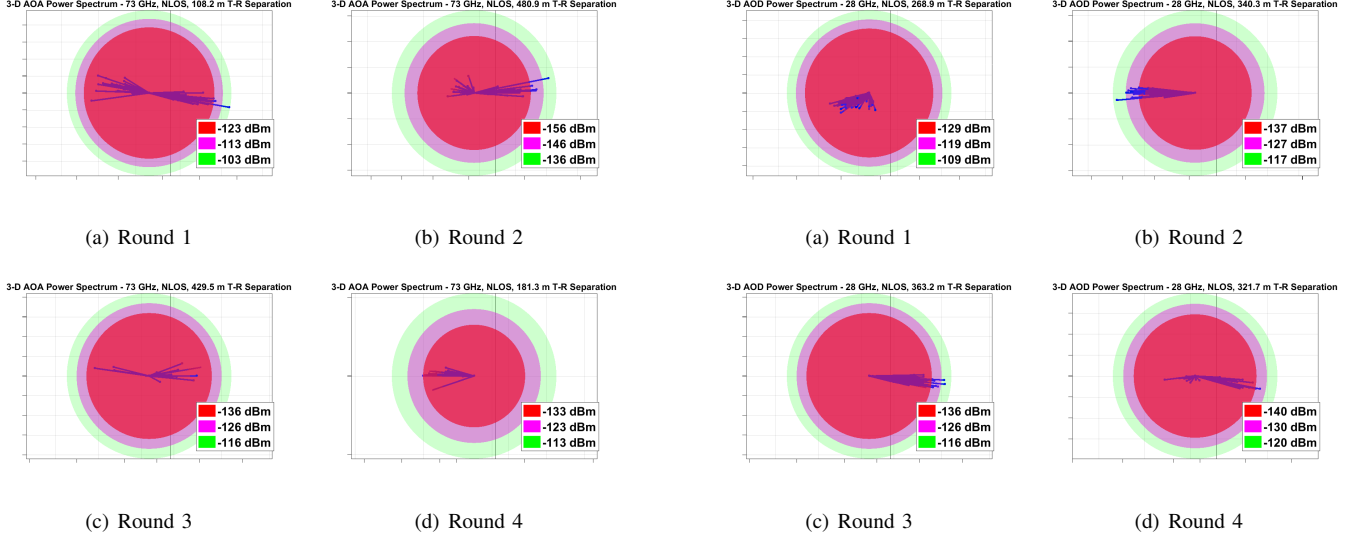 3-D AOA Power Spectrum - 73 GHz, NLOS, 108.2 m T-R Separation
-123 dBm
-113 dBm
-103 dBm
(a) Round 1
3-D AOA Power Spectrum - 73 GHz, NLOS, 480.9 m T-R Separation
-156 dBm
-146 dBm
-136 dBm
(b) Round 2
3-D AOA Power Spectrum - 73 GHz, NLOS, 429.5 m T-R Separation
-136 dBm
-126 dBm
-116 dBm
(c) Round 3
3-D AOA Power Spectrum - 73 GHz, NLOS, 181.3 m T-R Separation
-133 dBm
-123 dBm
-113 dBm
(d) Round 4
3-D AOD Power Spectrum - 28 GHz, NLOS, 268.9 m T-R Separation
-129 dBm
-119 dBm
-109 dBm
(a) Round 1
3-D AOD Power Spectrum - 28 GHz, NLOS, 340.3 m T-R Separation
-137 dBm
-127 dBm
-117 dBm
(b) Round 2
3-D AOD Power Spectrum - 28 GHz, NLOS, 363.2 m T-R Separation
-136 dBm
-126 dBm
-116 dBm
(c) Round 3
3-D AOD Power Spectrum - 28 GHz, NLOS, 321.7 m T-R Separation
-140 dBm
-130 dBm
-120 dBm
(d) Round 4